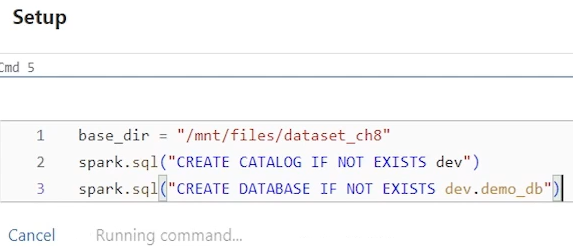 Setup
Cmd 5
1 base_dir = "/mnt/files/dataset_ch8"
2 spark.sql("CREATE CATALOG IF NOT EXISTS dev")
3 spark.sql("CREATE DATABASE IF NOT EXISTS dev.demo_db")
Cancel Running command...